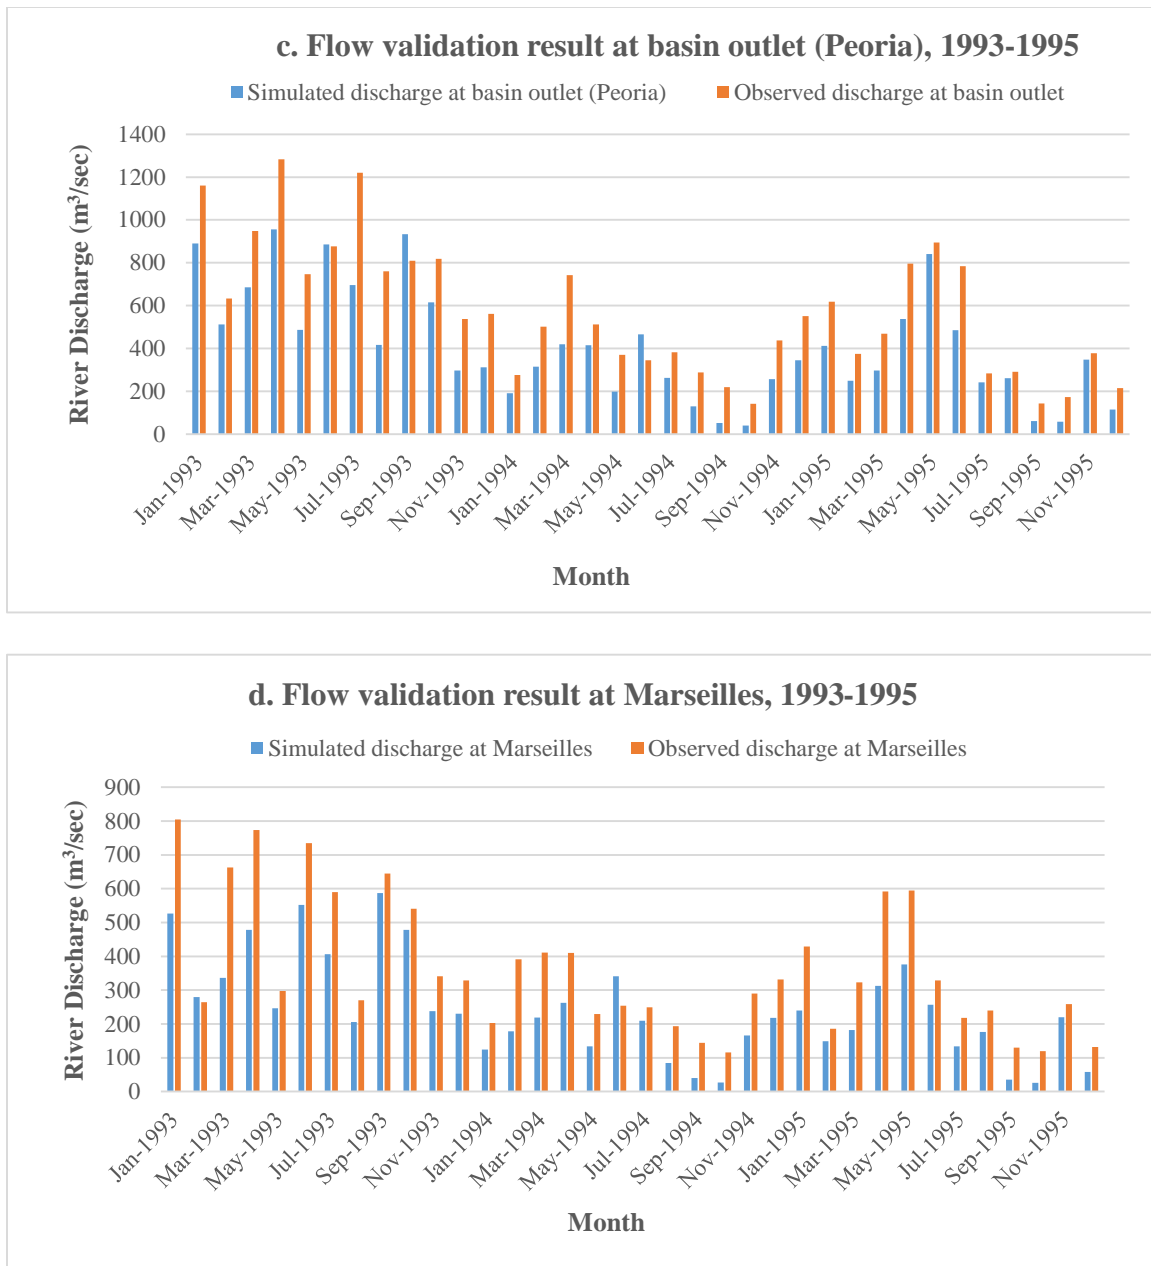 c. Flow validation result at basin outlet (Peoria), 1993-1995
Simulated discharge at basin outlet (Peoria) Observed discharge at basin outlet
River Discharge (m³/sec)
1400
1200
1000
800
600
400
200
0
Jan-1993 Mar-1993 May-1993 Jul-1993 Sep-1993 Nov-1993 Jan-1994 Mar-1994 May-1994 Jul-1994 Sep-1994 Nov-1994 Jan-1995 Mar-1995 May-1995 Jul-1995 Sep-1995 Nov-1995
Month
d. Flow validation result at Marseilles, 1993-1995
Simulated discharge at Marseilles Observed discharge at Marseilles
River Discharge (m³/sec)
900
800
700
600
500
400
300
200
100
0
Jan-1993 Mar-1993 May-1993 Jul-1993 Sep-1993 Nov-1993 Jan-1994 Mar-1994 May-1994 Jul-1994 Sep-1994 Nov-1994 Jan-1995 Mar-1995 May-1995 Jul-1995 Sep-1995 Nov-1995
Month